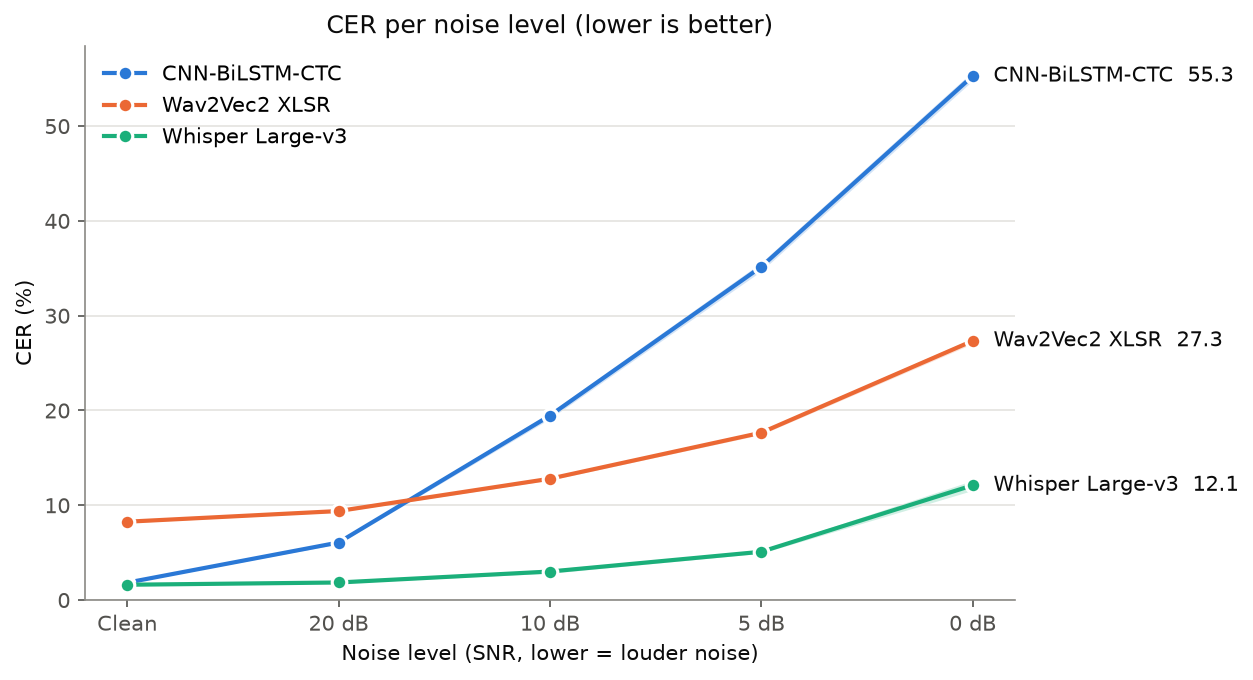 CER per noise level (lower is better)
CNN-BiLSTM-CTC
Wav2Vec2 XLSR
Whisper Large-v3
CNN-BiLSTM-CTC 55.3
Wav2Vec2 XLSR 27.3
Whisper Large-v3 12.1
CER (%)
50
40
30
20
10
0
Clean 20 dB 10 dB 5 dB 0 dB
Noise level (SNR, lower = louder noise)